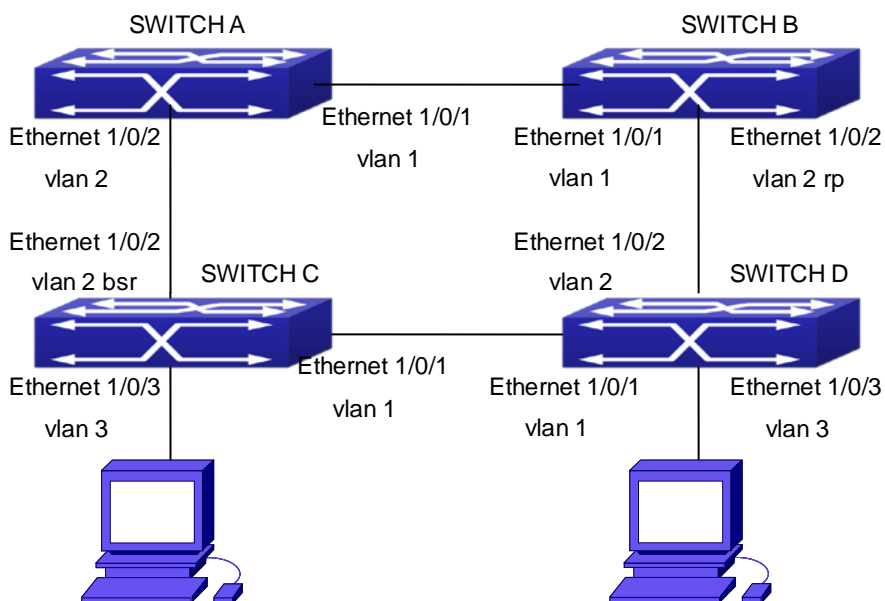 SWITCH A
SWITCH B
Ethernet 1/0/2
vlan 2
Ethernet 1/0/1
vlan 1
Ethernet 1/0/1
vlan 1
Ethernet 1/0/2
vlan 2 rp
Ethernet 1/0/2
vlan 2 bsr
SWITCH C
Ethernet 1/0/2
vlan 2
SWITCH D
Ethernet 1/0/3
vlan 3
Ethernet 1/0/1
vlan 1
Ethernet 1/0/1
vlan 1
Ethernet 1/0/3
vlan 3